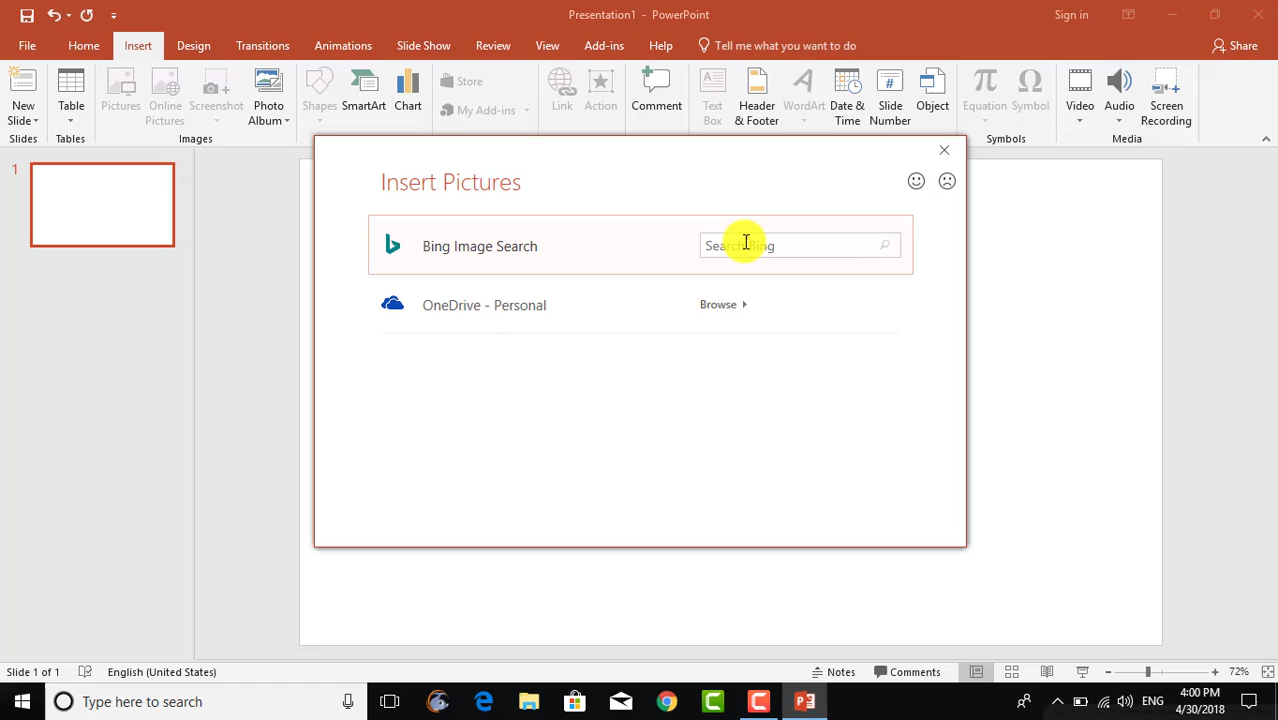 Presentation1 - PowerPoint
Sign in
File Home Insert Design Transitions Animations Slide Show Review View Add-ins Help Tell me what you want to do Share
New Slide
Table
Pictures
Online Pictures
Screenshot
Photo Album
Shapes
SmartArt
Chart
Store
My Add-ins
Link
Action
Comment
Text Box
Header & Footer
WordArt
Date & Time
Slide Number
Object
Equation
Symbol
Video
Audio
Screen Recording
Slides Tables Images Symbols Media
1
Insert Pictures
Bing Image Search Search Bing
OneDrive - Personal Browse
Slide 1 of 1 English (United States) Notes Comments 72%
Type here to search ENG 4:00 PM
4/30/2018